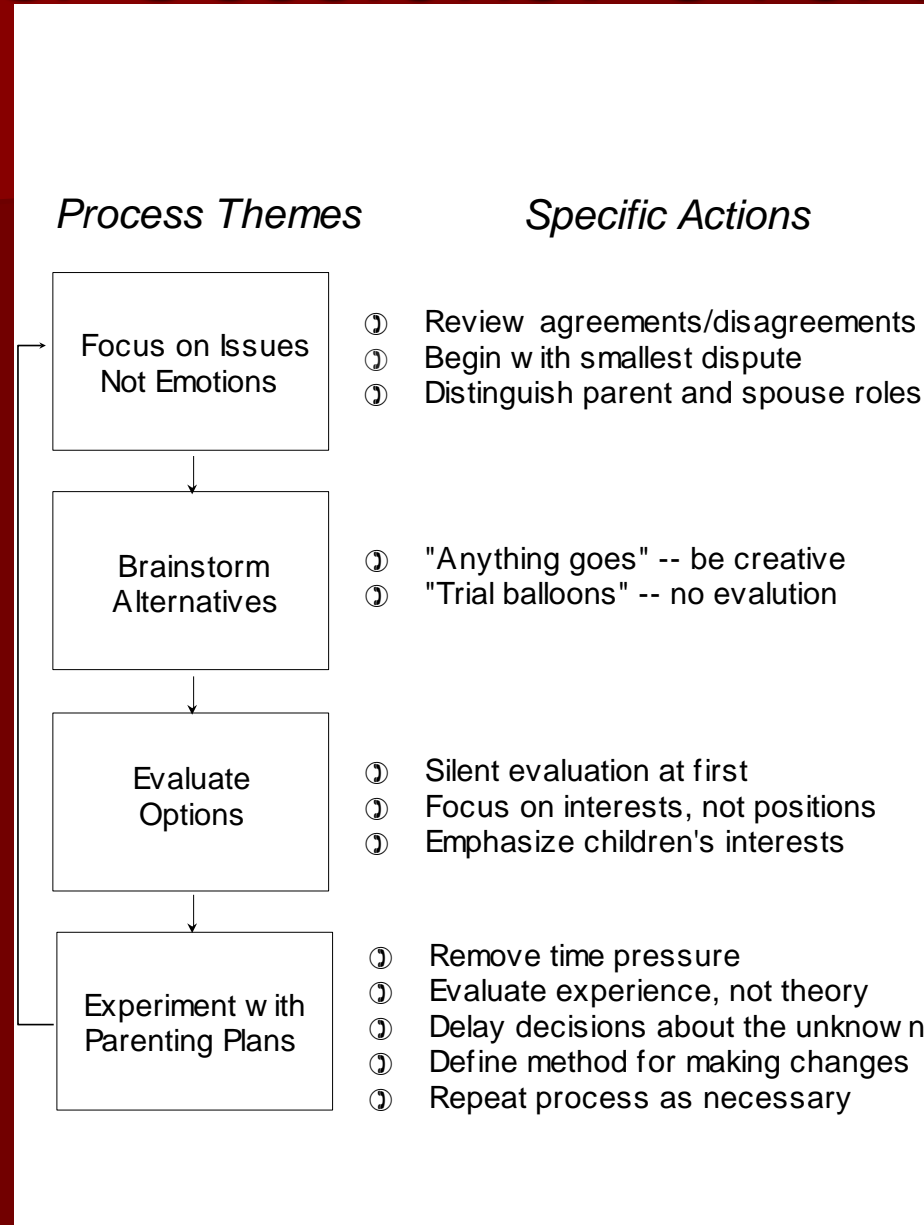 Process Themes
Specific Actions
Focus on Issues
Not Emotions
Review agreements/disagreements
Begin with smallest dispute
Distinguish parent and spouse roles
Brainstorm
Alternatives
"Anything goes" -- be creative
"Trial balloons" -- no evalution
Evaluate
Options
Silent evaluation at first
Focus on interests, not positions
Emphasize children's interests
Experiment with
Parenting Plans
Remove time pressure
Evaluate experience, not theory
Delay decisions about the unknown
Define method for making changes
Repeat process as necessary